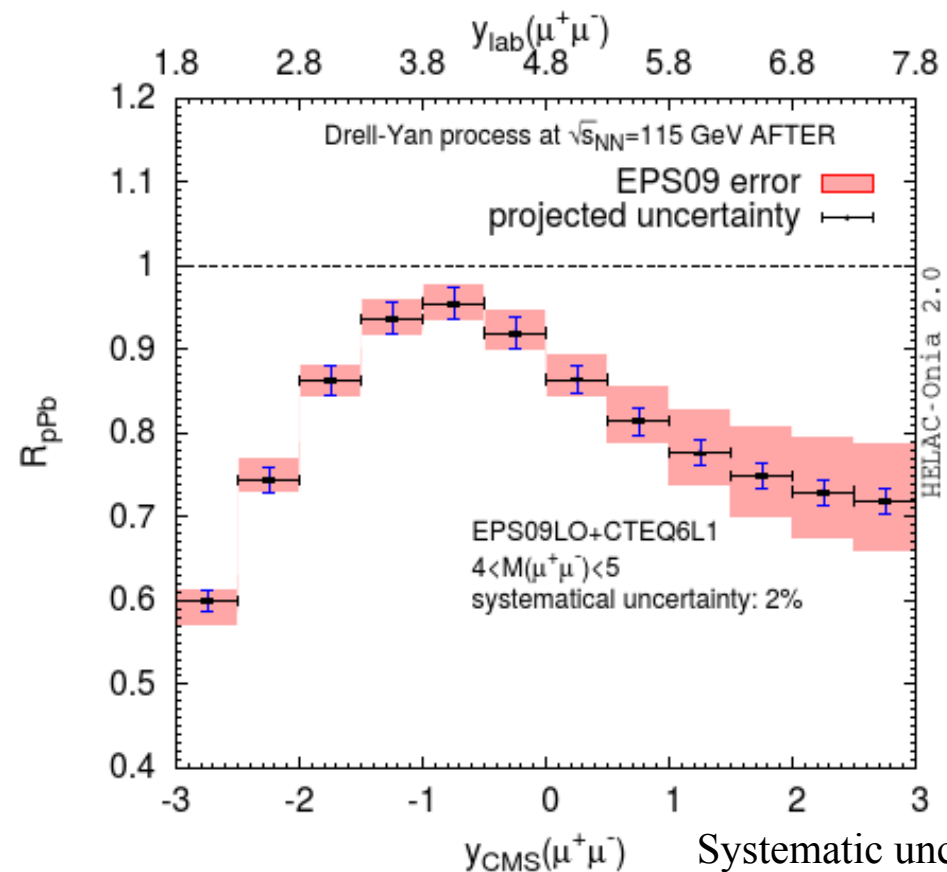 y_lab(μ⁺μ⁻)
1.8 2.8 3.8 4.8 5.8 6.8 7.8
1.2
1.1
1
0.9
0.8
0.7
0.6
0.5
0.4
R_pPb
Drell-Yan process at √s_NN=115 GeV AFTER
EPS09 error
projected uncertainty
EPS09LO+CTEQ6L1
4<M(μ⁺μ⁻)<5
systematical uncertainty: 2%
HELAC-Onia 2.0
-3 -2 -1 0 1 2 3
y_CMS(μ⁺μ⁻)
Systematic